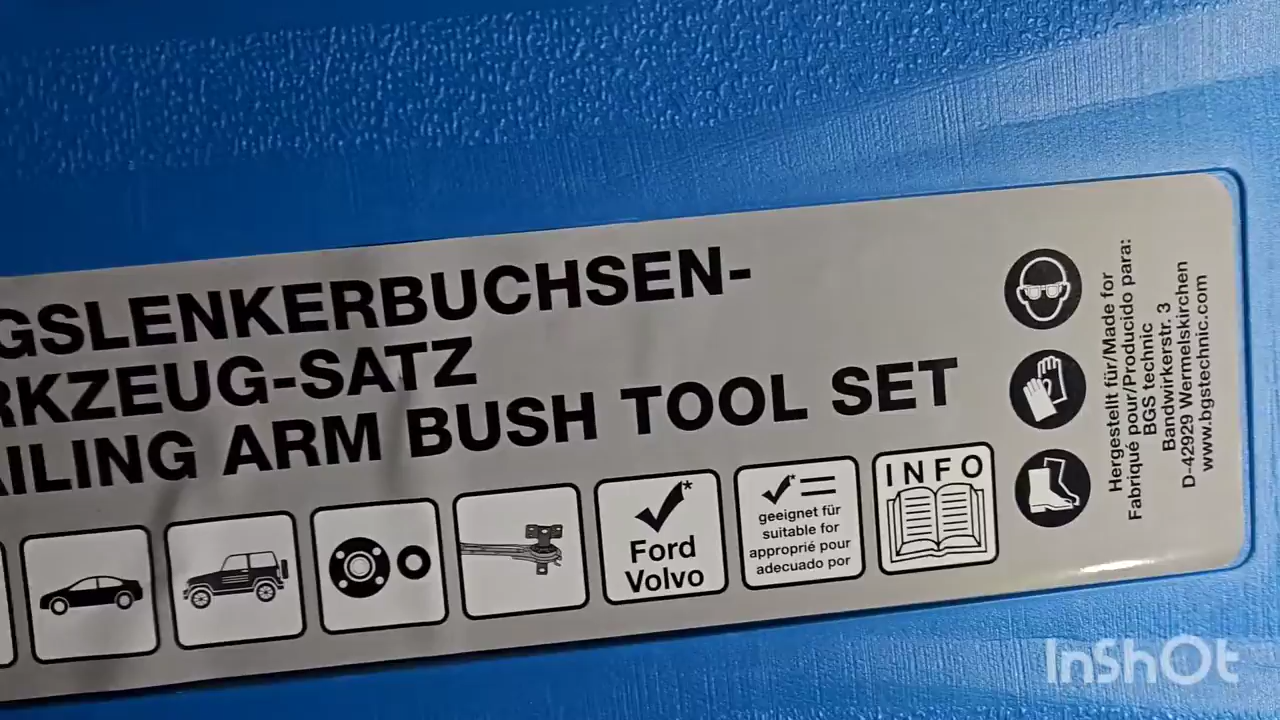 GSLENKERBUCHSEN-
RKZEUG-SATZ
AILING ARM BUSH TOOL SET
Ford
Volvo
*
geeignet für
suitable for
approprié pour
adecuado por
INFO
Hergestellt für/Made for
Fabriqué pour/Producido para:
BGS technic
Bandwirkerstr. 3
D-42929 Wermelskirchen
www.bgstechnic.com
InShOt